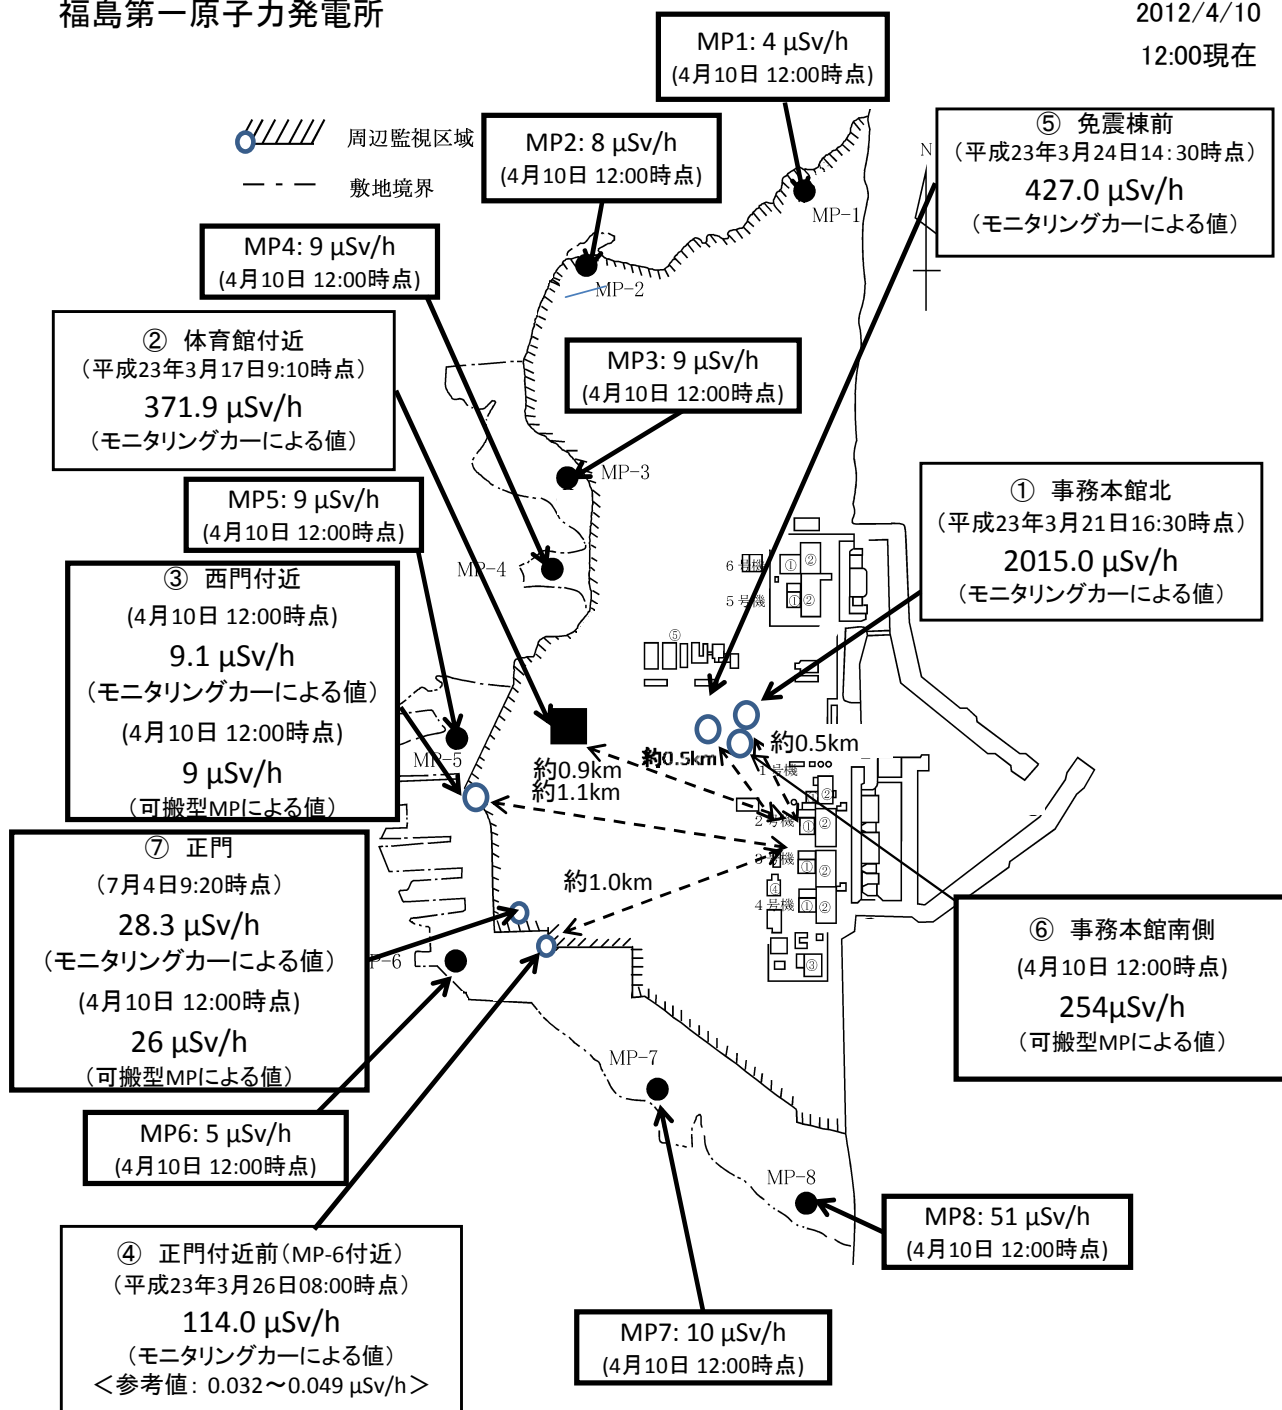 福島第一原子力発電所
2012/4/10
12:00現在
MP1: 4 μSv/h
(4月10日 12:00時点)
周辺監視区域
敷地境界
MP2: 8 μSv/h
(4月10日 12:00時点)
⑤ 免震棟前
(平成23年3月24日14:30時点)
427.0 μSv/h
(モニタリングカーによる値)
N
MP-1
MP4: 9 μSv/h
(4月10日 12:00時点)
MP-2
② 体育館付近
(平成23年3月17日9:10時点)
371.9 μSv/h
(モニタリングカーによる値)
MP3: 9 μSv/h
(4月10日 12:00時点)
MP-3
MP5: 9 μSv/h
(4月10日 12:00時点)
① 事務本館北
(平成23年3月21日16:30時点)
2015.0 μSv/h
(モニタリングカーによる値)
MP-4
6号機
① ②
5号機
① ②
③ 西門付近
(4月10日 12:00時点)
9.1 μSv/h
(モニタリングカーによる値)
(4月10日 12:00時点)
9 μSv/h
(可搬型MPによる値)
⑤
MP-5
約0.9km
約1.1km
約0.5km
約0.5km
1号機
②
2号機
① ②
3号機
① ②
④
4号機
① ②
③
⑦ 正門
(7月4日9:20時点)
28.3 μSv/h
(モニタリングカーによる値)
(4月10日 12:00時点)
26 μSv/h
(可搬型MPによる値)
約1.0km
P-6
⑥ 事務本館南側
(4月10日 12:00時点)
254μSv/h
(可搬型MPによる値)
MP-7
MP6: 5 μSv/h
(4月10日 12:00時点)
MP-8
MP8: 51 μSv/h
(4月10日 12:00時点)
④ 正門付近前(MP-6付近)
(平成23年3月26日08:00時点)
114.0 μSv/h
(モニタリングカーによる値)
<参考値: 0.032~0.049 μSv/h>
MP7: 10 μSv/h
(4月10日 12:00時点)